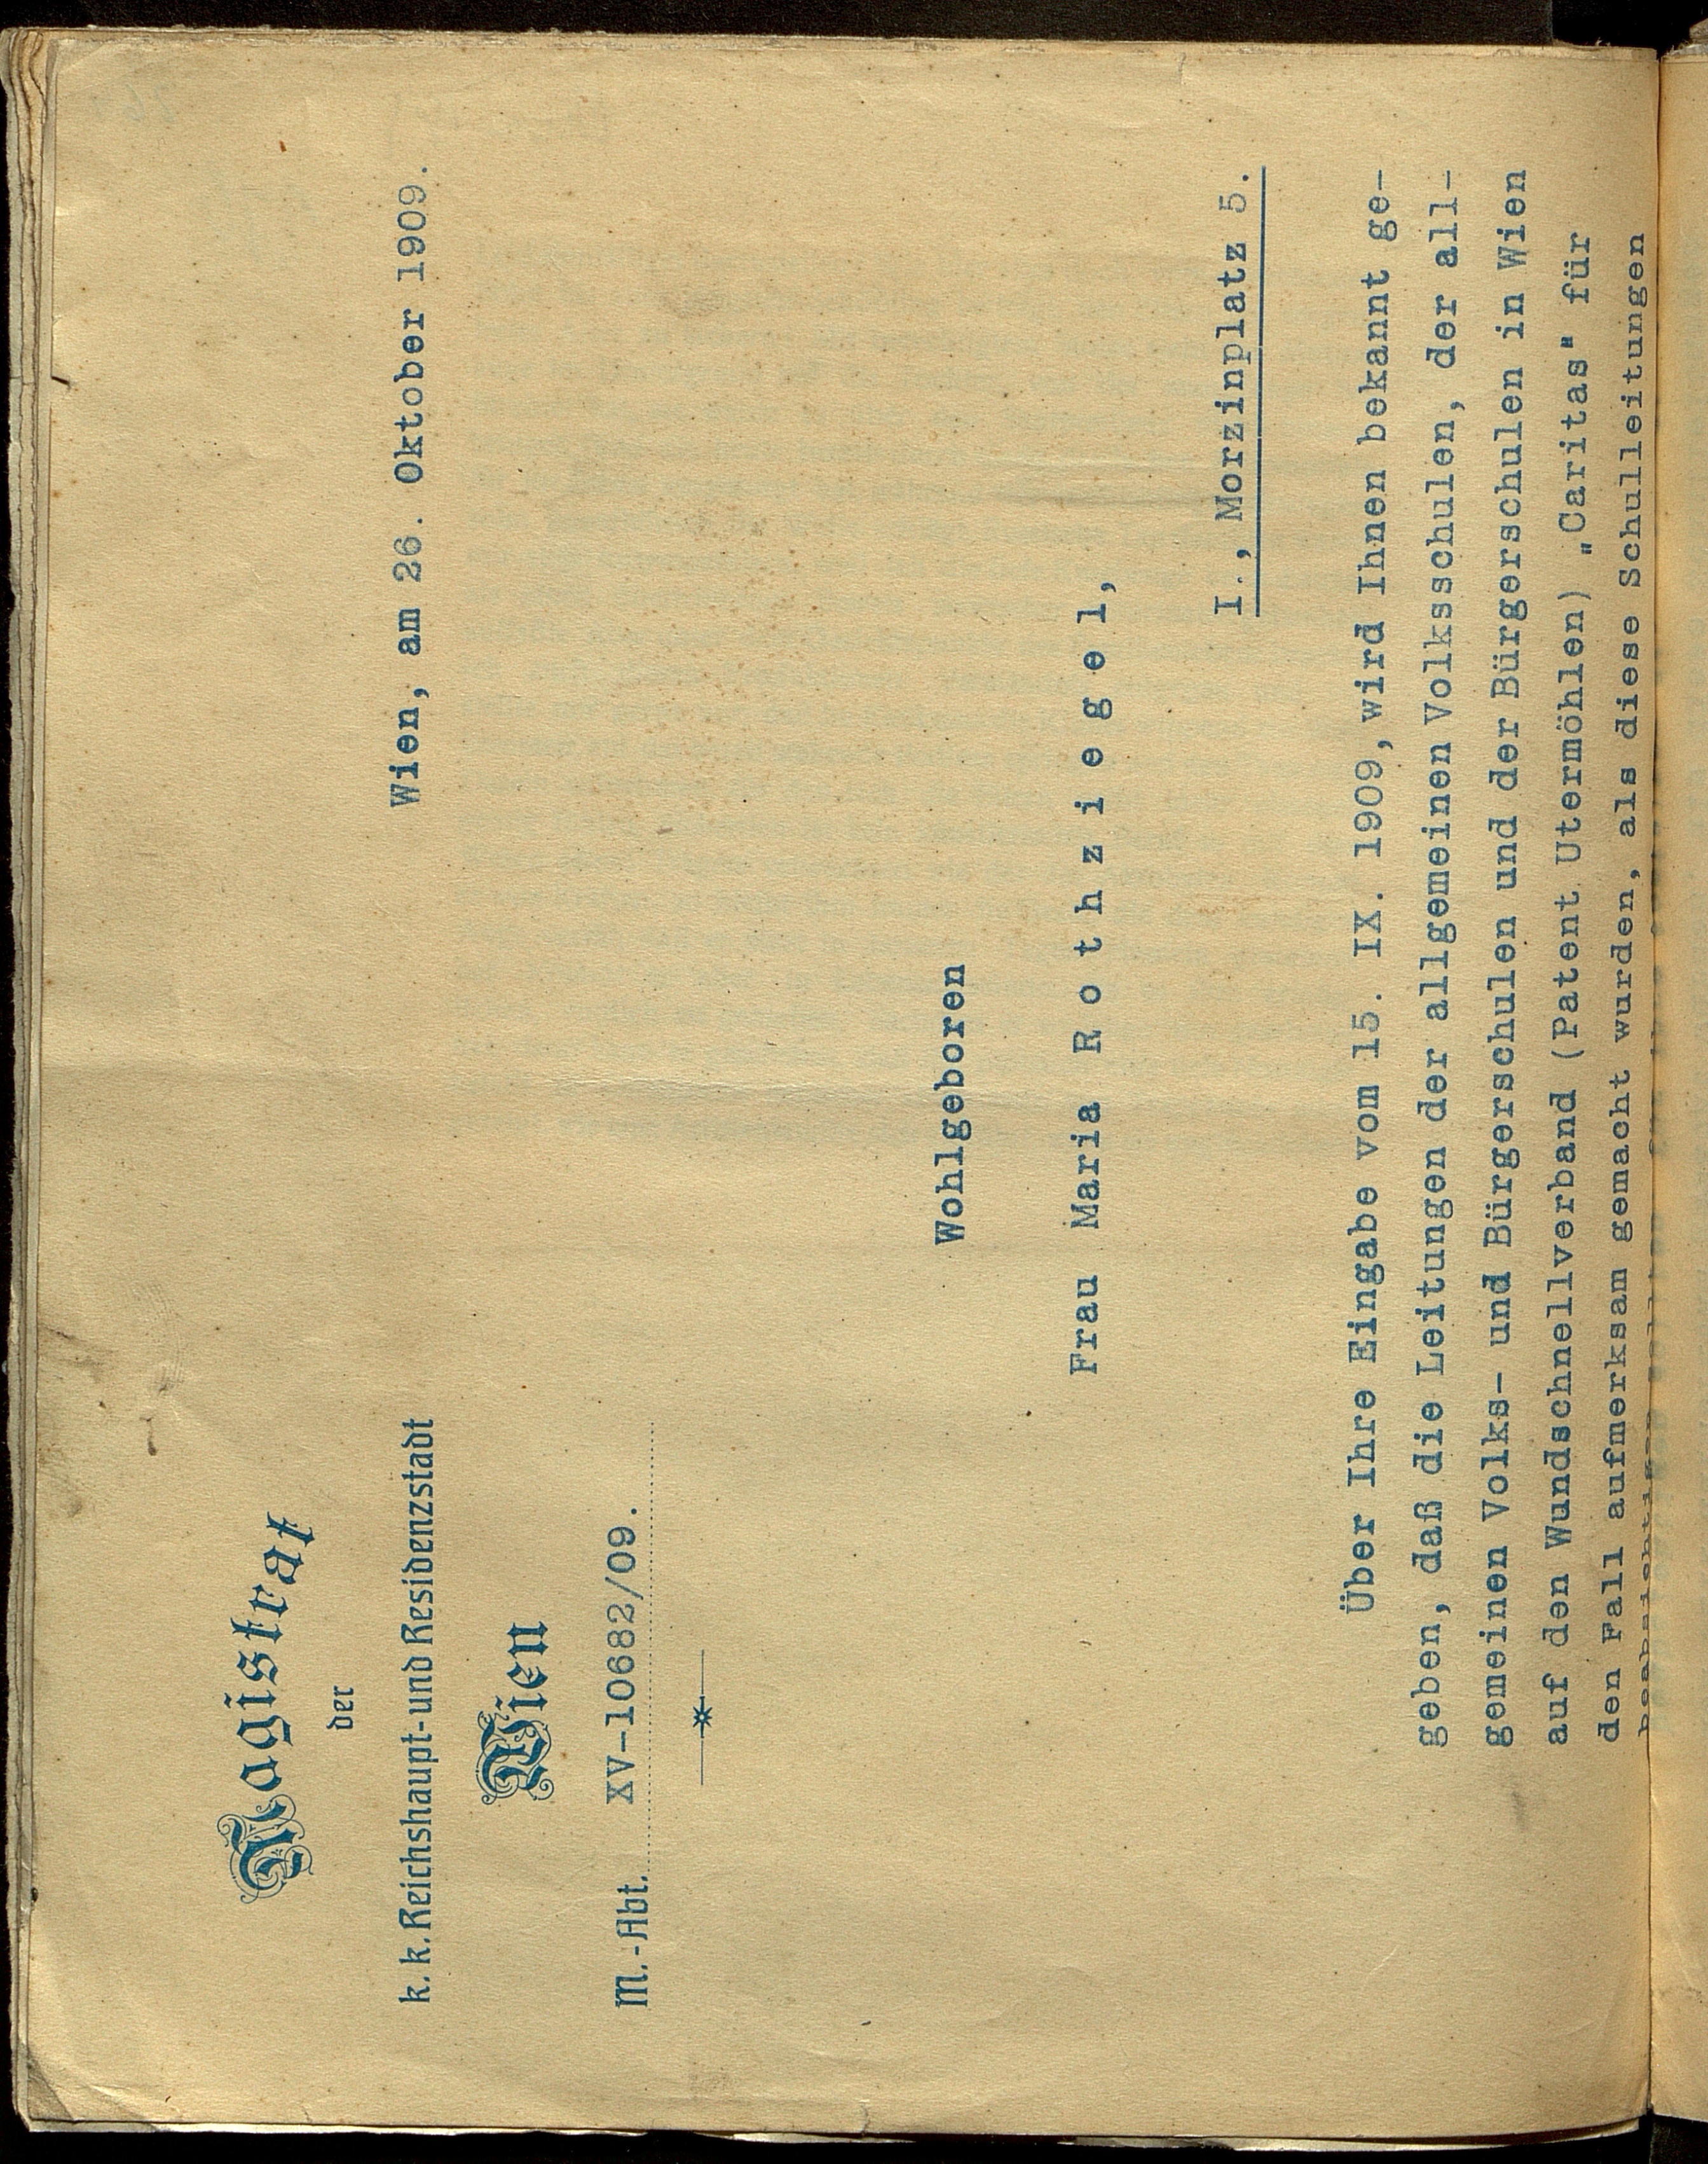 Magistrat
der
k. k. Reichshaupt- und Residenzstadt
Wien
M.-Abt. XV-10682/09.
Wien, am 26. Oktober 1909.
Wohlgeboren
Frau Maria R o t h z i e g e l,
I., Morzinplatz 5.
Über Ihre Eingabe vom 15. IX. 1909, wird Ihnen bekannt ge-
geben, daß die Leitungen der allgemeinen Volksschulen, der all-
gemeinen Volks- und Bürgerschulen und der Bürgerschulen in Wien
auf den Wundschnellverband (Patent Utermöhlen) „Caritas" für
den Fall aufmerksam gemacht wurden, als diese Schulleitungen